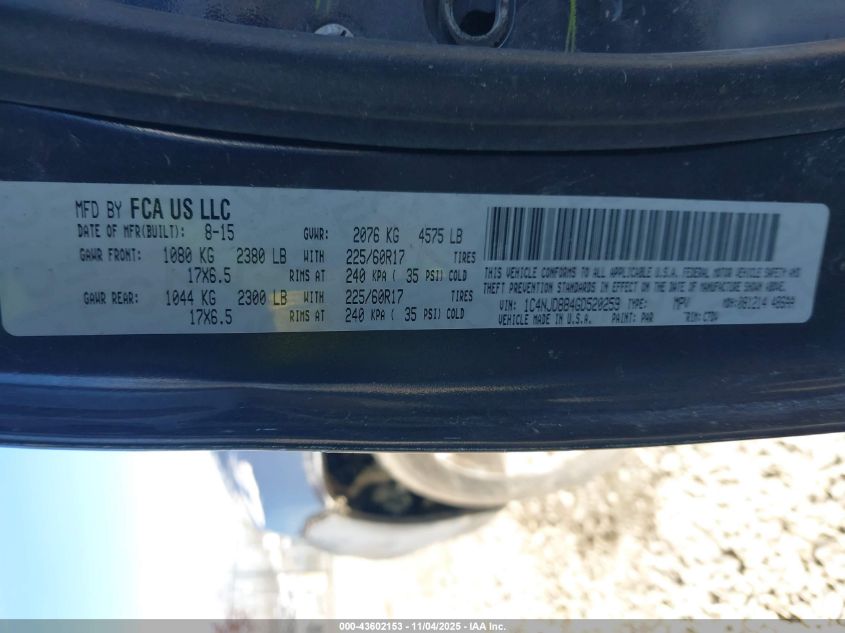 MFD BY FCA US LLC
DATE OF MFR(BUILT): 8-15 GVWR: 2076 KG 4575 LB
GAWR FRONT: 1080 KG 2380 LB WITH 225/60R17 TIRES
17X6.5 RIMS AT 240 KPA ( 35 PSI) COLD
GAWR REAR: 1044 KG 2300 LB WITH 225/60R17 TIRES
17X6.5 RIMS AT 240 KPA ( 35 PSI) COLD
THIS VEHICLE CONFORMS TO ALL APPLICABLE U.S.A. FEDERAL MOTOR VEHICLE SAFETY AND
THEFT PREVENTION STANDARDS IN EFFECT ON THE DATE OF MANUFACTURE SHOWN ABOVE.
VIN: 1C4NJDBB4GD520259 TYPE: MPV MDH: 081214 486AA
VEHICLE MADE IN U.S.A. PAINT: PAR TRIM:
000-43602153 - 11/04/2025 - IAA Inc.